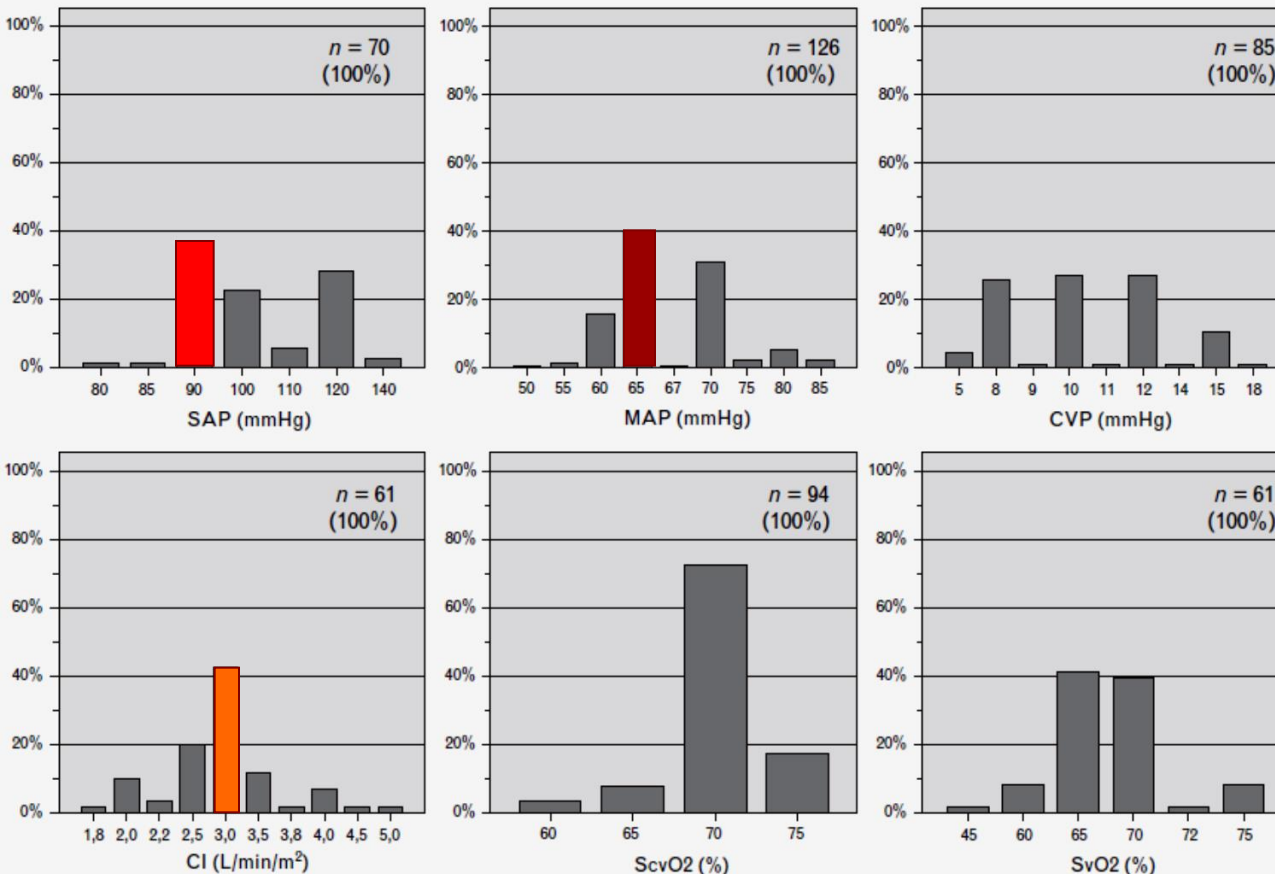 100%
80%
60%
40%
20%
0%
n = 70
(100%)
80 85 90 100 110 120 140
SAP (mmHg)
100%
80%
60%
40%
20%
0%
n = 126
(100%)
50 55 60 65 67 70 75 80 85
MAP (mmHg)
100%
80%
60%
40%
20%
0%
n = 85
(100%)
5 8 9 10 11 12 14 15 18
CVP (mmHg)
100%
80%
60%
40%
20%
0%
n = 61
(100%)
1,8 2,0 2,2 2,5 3,0 3,5 3,8 4,0 4,5 5,0
CI (L/min/m²)
100%
80%
60%
40%
20%
0%
n = 94
(100%)
60 65 70 75
ScvO2 (%)
100%
80%
60%
40%
20%
0%
n = 61
(100%)
45 60 65 70 72 75
SvO2 (%)